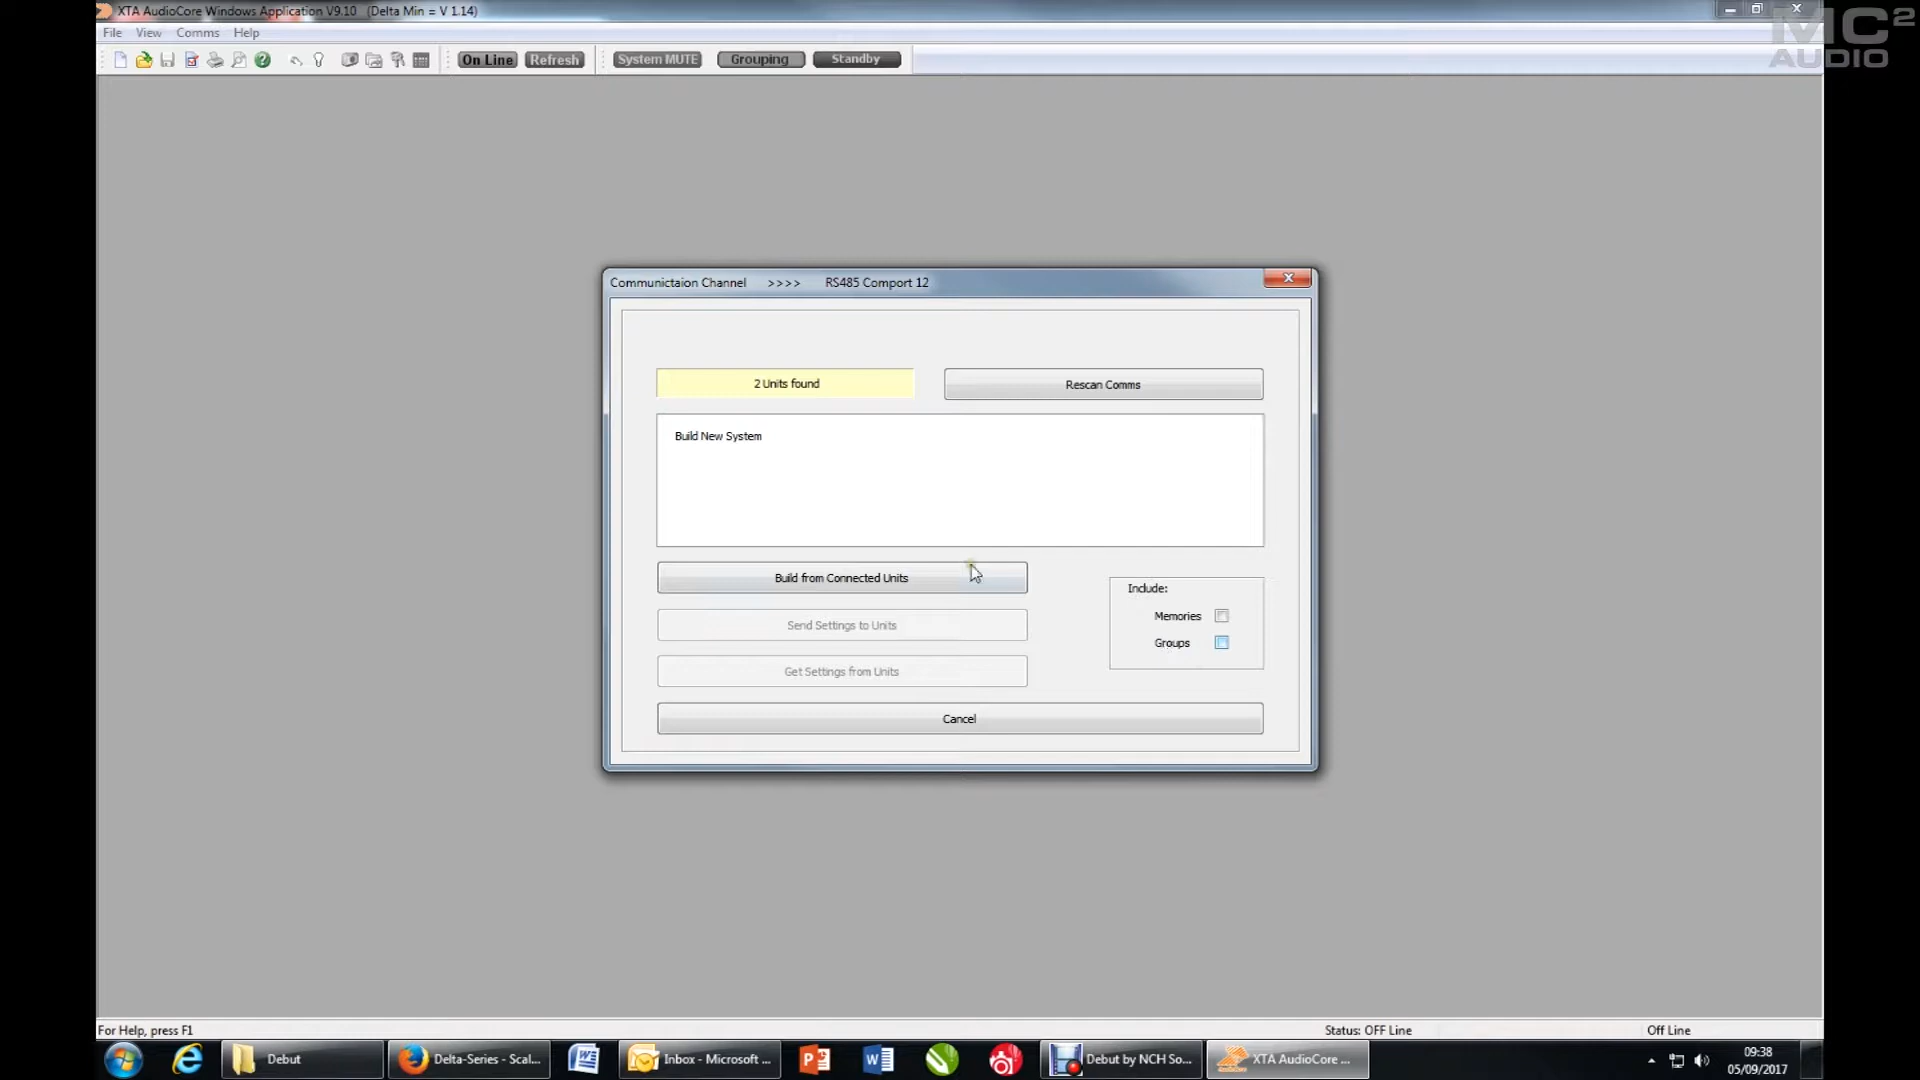 XTA AudioCore Windows Application V9.10 (Delta Min = V 1.14)
MC²
AUDIO
File View Comms Help
On Line Refresh System MUTE Grouping Standby
Communictaion Channel >>>> RS485 Comport 12
2 Units found
Rescan Comms
Build New System
Build from Connected Units
Include:
Memories
Send Settings to Units
Groups
Get Settings from Units
Cancel
For Help, press F1
Status: OFF Line
Off Line
Debut
Delta-Series - Scal...
Inbox - Microsoft ...
Debut by NCH So...
XTA AudioCore ...
09:38
05/09/2017